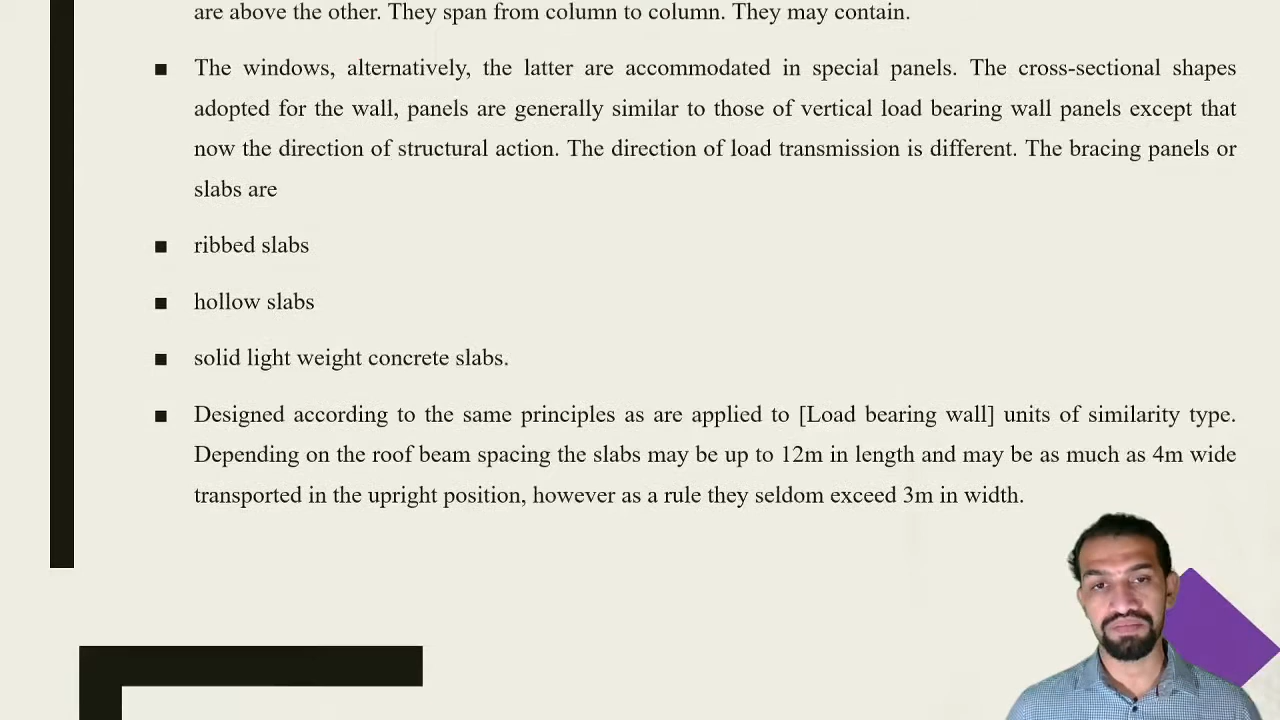 are above the other. They span from column to column. They may contain.
■ The windows, alternatively, the latter are accommodated in special panels. The cross-sectional shapes
adopted for the wall, panels are generally similar to those of vertical load bearing wall panels except that
now the direction of structural action. The direction of load transmission is different. The bracing panels or
slabs are
■ ribbed slabs
■ hollow slabs
■ solid light weight concrete slabs.
■ Designed according to the same principles as are applied to [Load bearing wall] units of similarity type.
Depending on the roof beam spacing the slabs may be up to 12m in length and may be as much as 4m wide
transported in the upright position, however as a rule they seldom exceed 3m in width.